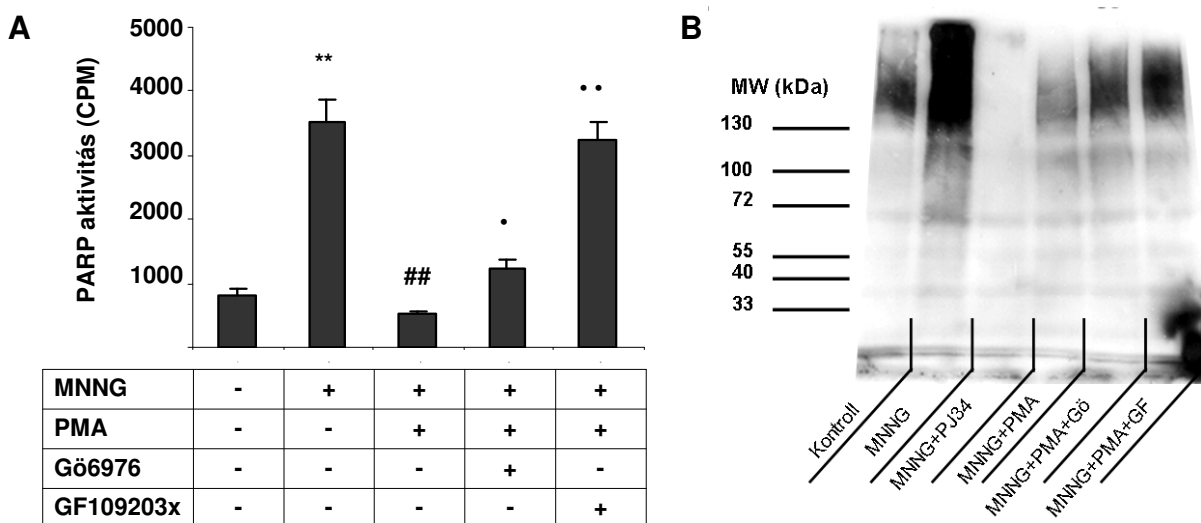 A
PARP aktivitás (CPM)
5000
4000
3000
2000
1000
**
##
•
• •
MNNG - + + + +
PMA - - + + +
Gö6976 - - - + -
GF109203x - - - - +
B
MW (kDa)
130
100
72
55
40
33
Kontroll
MNNG
MNNG+PJ34
MNNG+PMA
MNNG+PMA+Gö
MNNG+PMA+GF